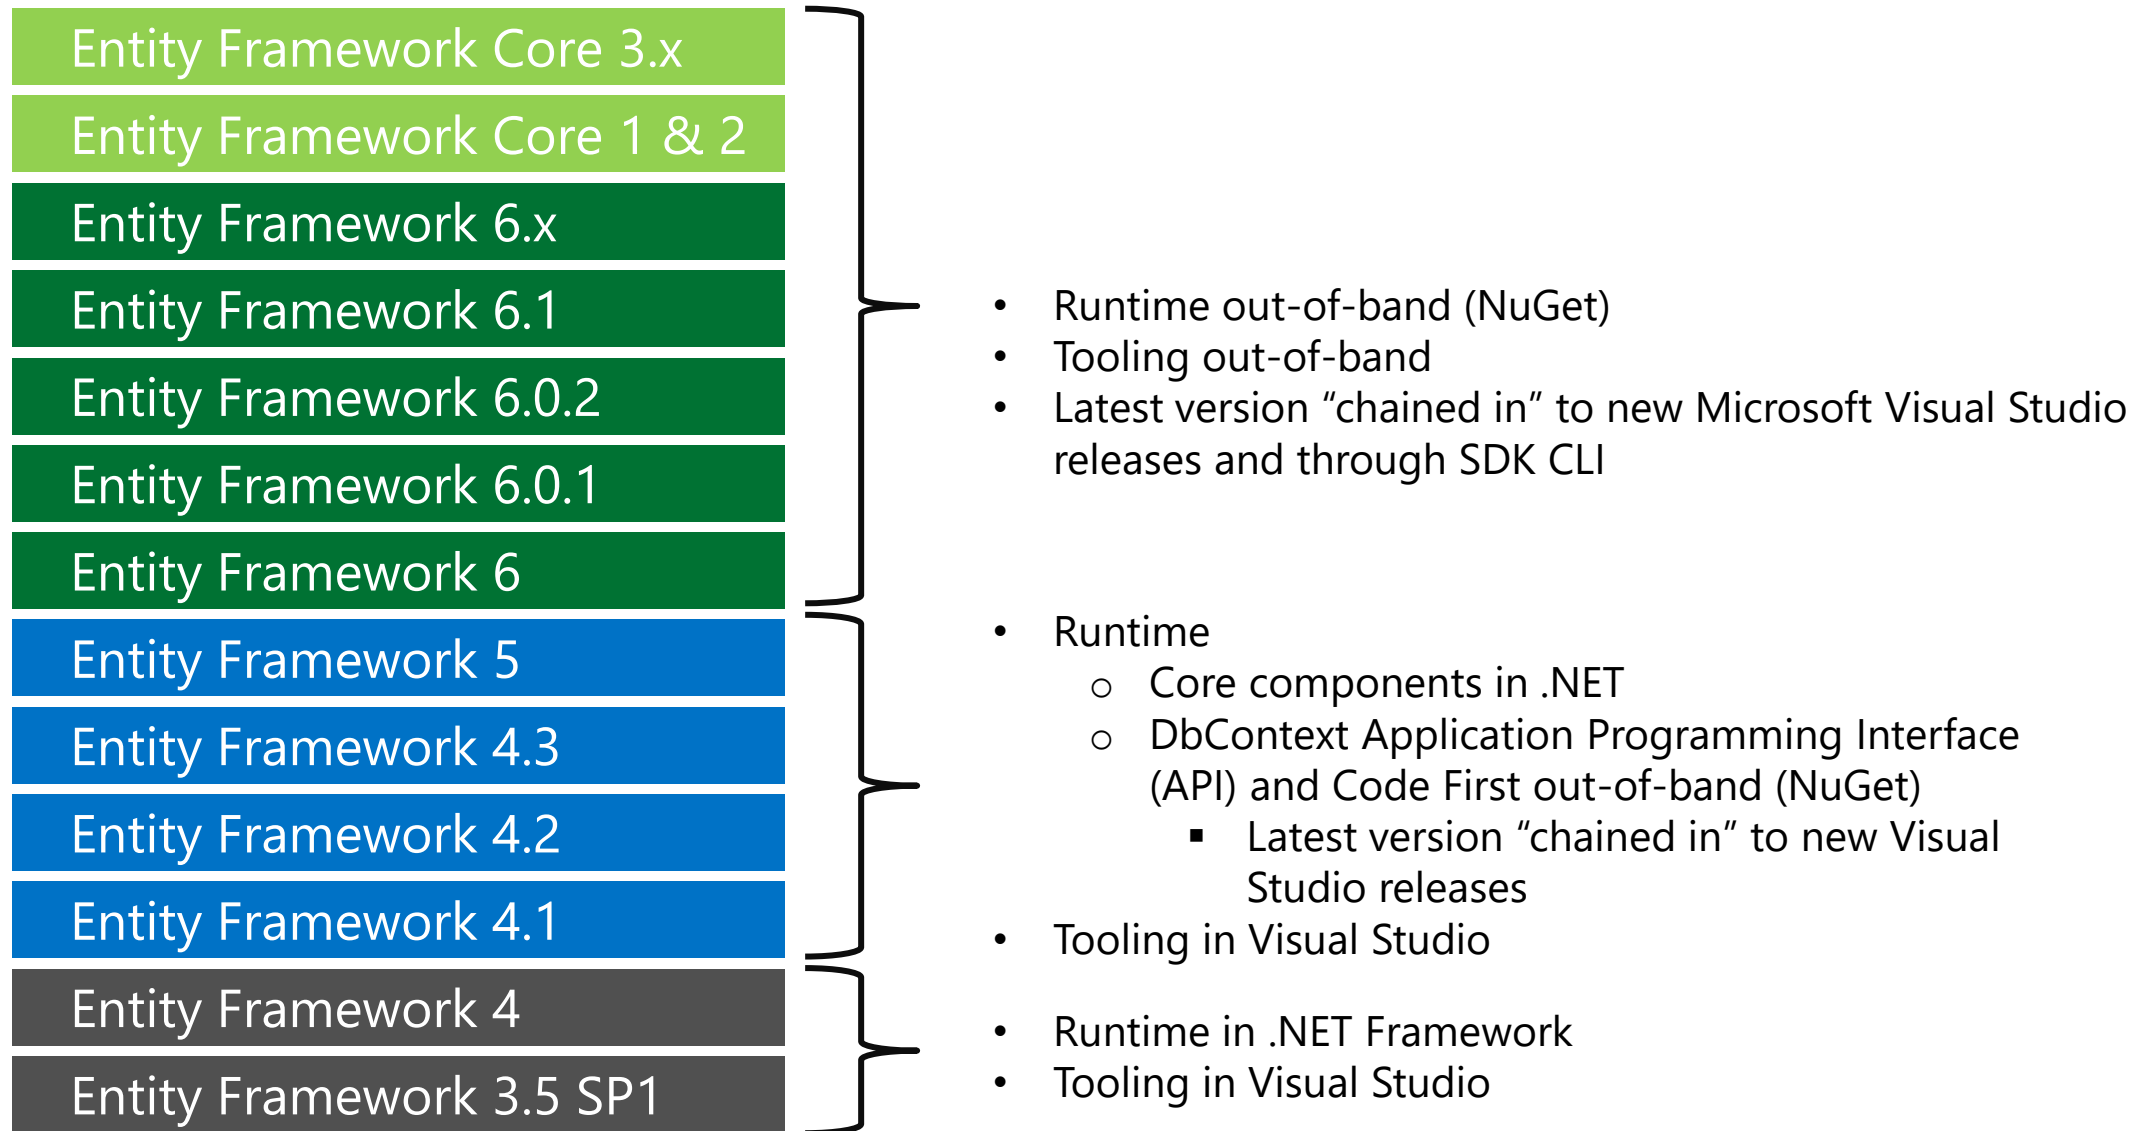 Entity Framework Core 3.x
Entity Framework Core 1 & 2
Entity Framework 6.x
Entity Framework 6.1
Entity Framework 6.0.2
Entity Framework 6.0.1
Entity Framework 6
Entity Framework 5
Entity Framework 4.3
Entity Framework 4.2
Entity Framework 4.1
Entity Framework 4
Entity Framework 3.5 SP1
• Runtime out-of-band (NuGet)
• Tooling out-of-band
• Latest version “chained in” to new Microsoft Visual Studio
releases and through SDK CLI
• Runtime
o Core components in .NET
o DbContext Application Programming Interface
(API) and Code First out-of-band (NuGet)
▪ Latest version “chained in” to new Visual
Studio releases
• Tooling in Visual Studio
• Runtime in .NET Framework
• Tooling in Visual Studio